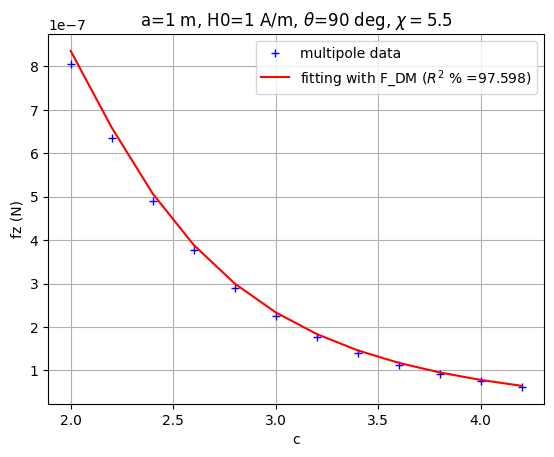 a=1 m, H0=1 A/m, θ=90 deg, χ = 5.5
1e−7
multipole data
fitting with F_DM (R² % =97.598)
8
7
6
5
4
3
2
1
fz (N)
2.0 2.5 3.0 3.5 4.0
c